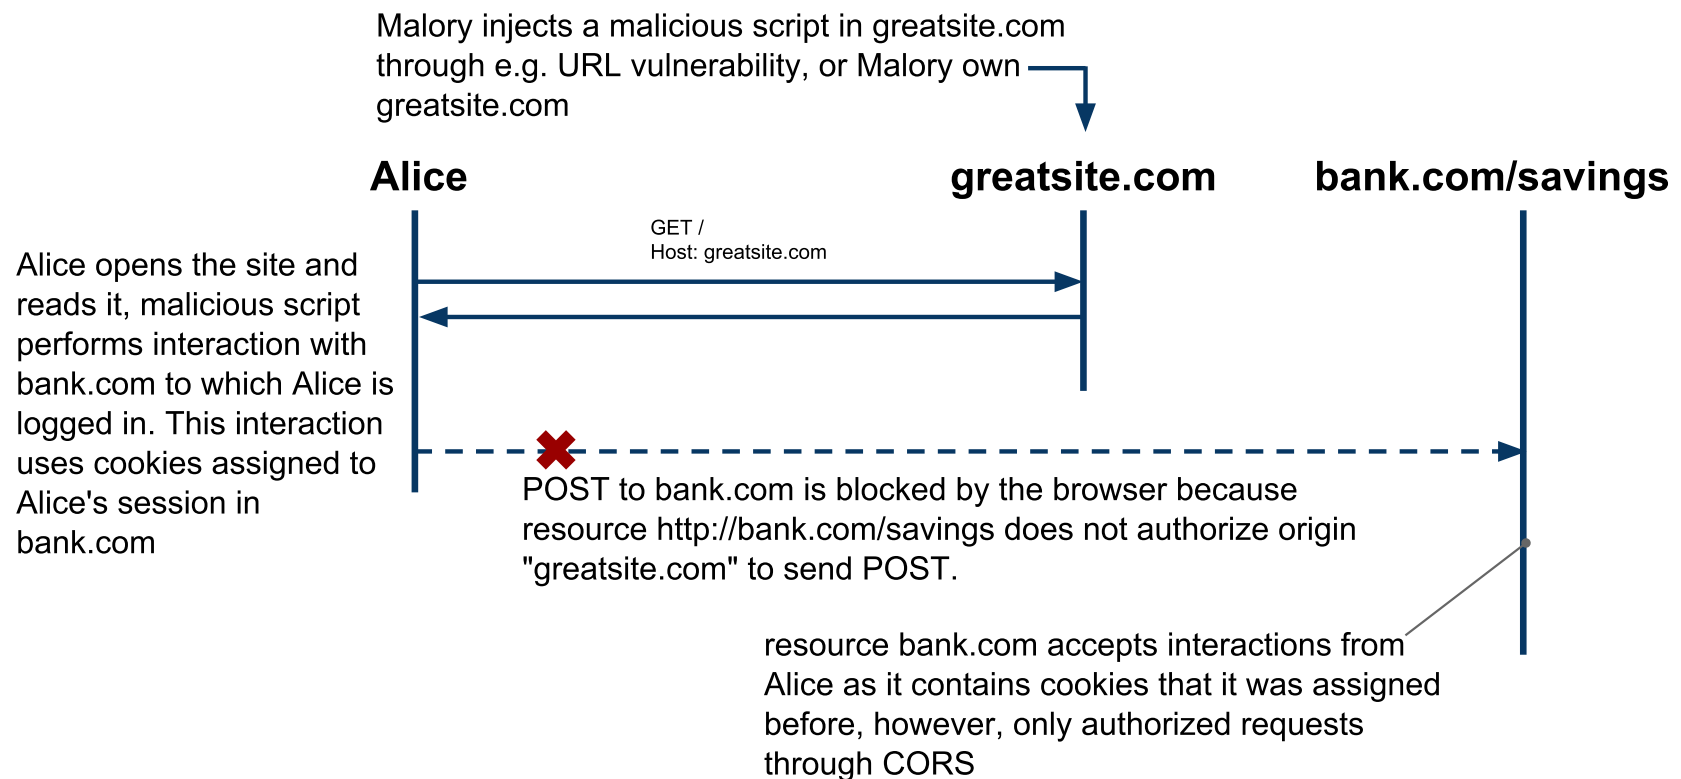 Malory injects a malicious script in greatsite.com
through e.g. URL vulnerability, or Malory own
greatsite.com
Alice
greatsite.com
bank.com/savings
GET /
Host: greatsite.com
Alice opens the site and
reads it, malicious script
performs interaction with
bank.com to which Alice is
logged in. This interaction
uses cookies assigned to
Alice's session in
bank.com
POST to bank.com is blocked by the browser because
resource http://bank.com/savings does not authorize origin
"greatsite.com" to send POST.
resource bank.com accepts interactions from
Alice as it contains cookies that it was assigned
before, however, only authorized requests
through CORS